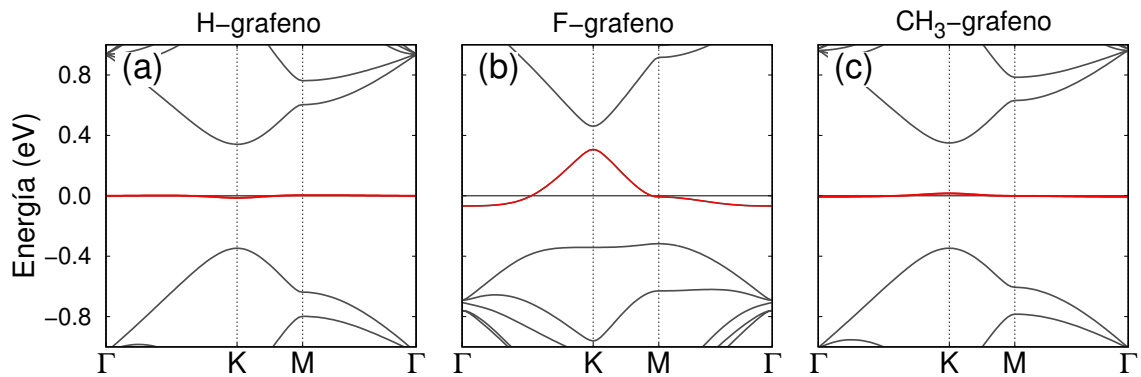 H−grafeno F−grafeno CH₃−grafeno
(a) (b) (c)
Energía (eV)
0.8
0.4
0.0
−0.4
−0.8
Γ K M Γ Γ K M Γ Γ K M Γ